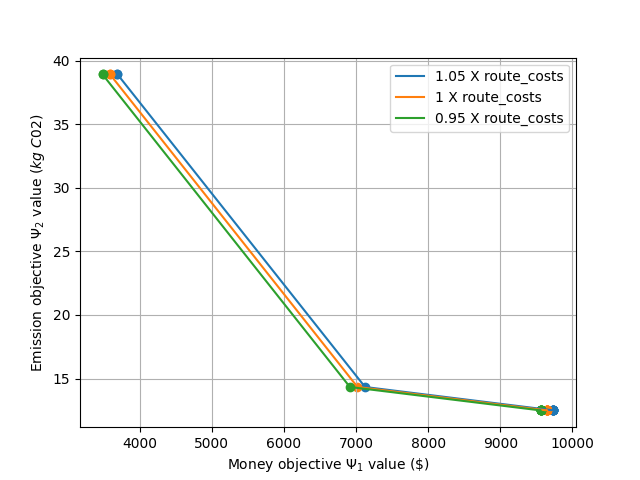 40
35
30
25
20
15
4000 5000 6000 7000 8000 9000 10000
Emission objective Ψ₂ value (kg C02)
Money objective Ψ₁ value ($)
1.05 X route_costs
1 X route_costs
0.95 X route_costs